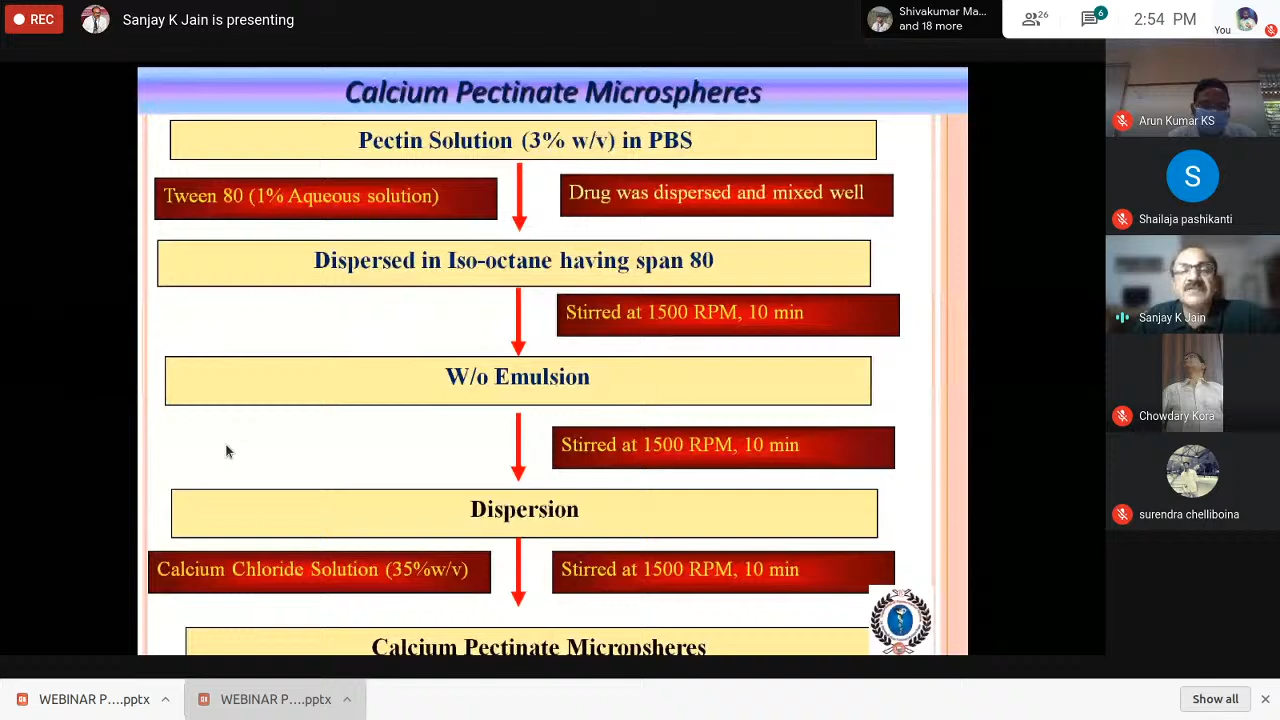 REC
Sanjay K Jain is presenting
Shivakumar Ma...
and 18 more
26
6
2:54 PM
You
Calcium Pectinate Microspheres
Pectin Solution (3% w/v) in PBS
Tween 80 (1% Aqueous solution)
Drug was dispersed and mixed well
Dispersed in Iso-octane having span 80
Stirred at 1500 RPM, 10 min
W/o Emulsion
Stirred at 1500 RPM, 10 min
Dispersion
Calcium Chloride Solution (35%w/v)
Stirred at 1500 RPM, 10 min
Calcium Pectinate Micropsheres
Arun Kumar KS
S
Shailaja pashikanti
Sanjay K Jain
Chowdary Kora
surendra chelliboina
WEBINAR P....pptx
WEBINAR P....pptx
Show all